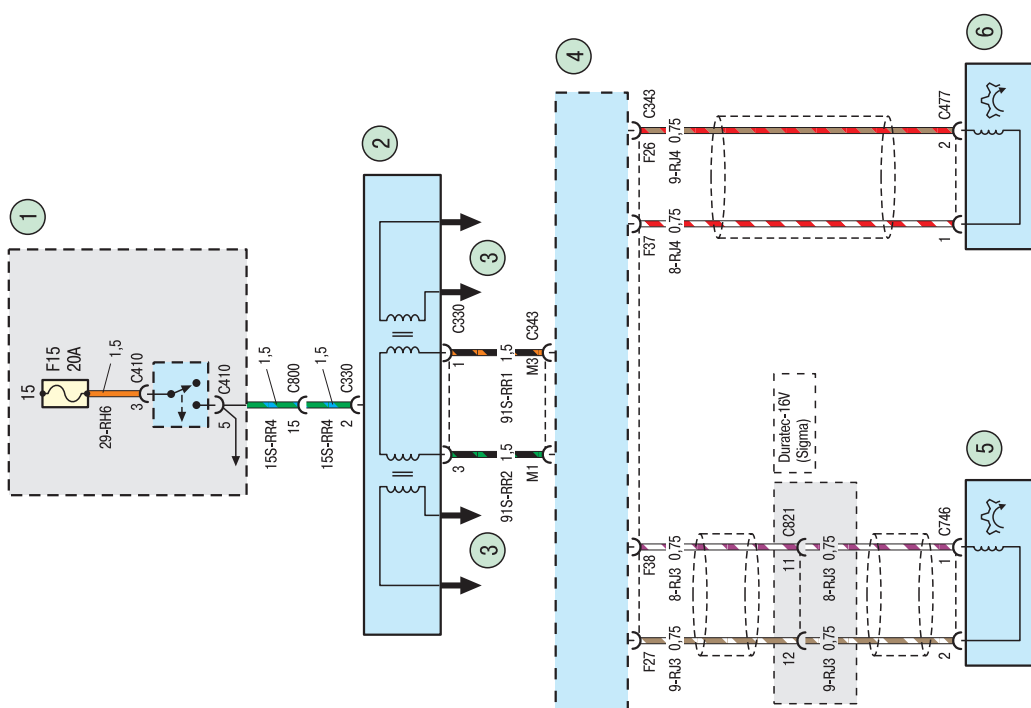 1
15
F15
20A
1,5
29-RH6
3
C410
5
C410
15S-RR4
1,5
15
C800
15S-RR4
1,5
2
C330
2
3
3
3
91S-RR2
1,5
M1
1
C330
91S-RR1
1,5
M3
C343
4
F27
9-RJ3
0,75
F38
8-RJ3
0,75
F37
8-RJ4
0,75
F26
9-RJ4
0,75
C343
Duratec-16V
(Sigma)
12
9-RJ3
0,75
11
C821
8-RJ3
0,75
2
1
C746
5
1
2
C477
6